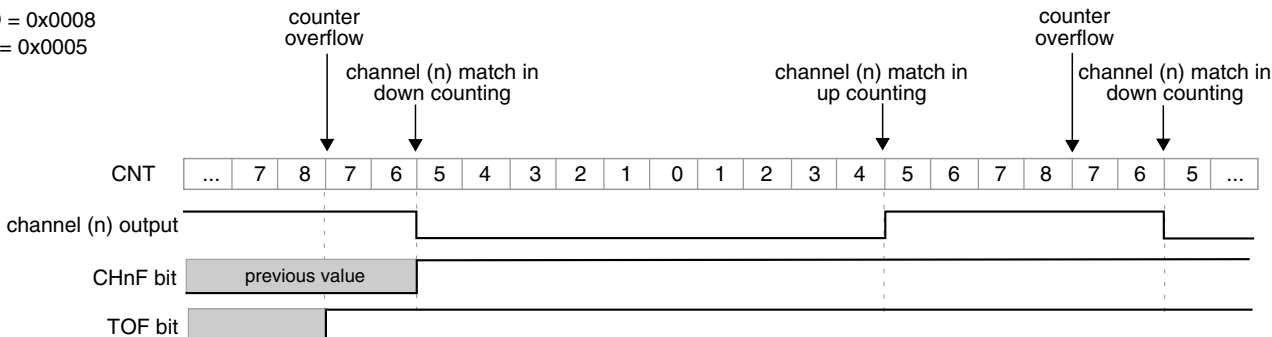 = 0x0008
= 0x0005
counter
overflow
channel (n) match in
down counting
channel (n) match in
up counting
counter
overflow
channel (n) match in
down counting
CNT ... 7 8 7 6 5 4 3 2 1 0 1 2 3 4 5 6 7 8 7 6 5 ...
channel (n) output
CHnF bit previous value
TOF bit